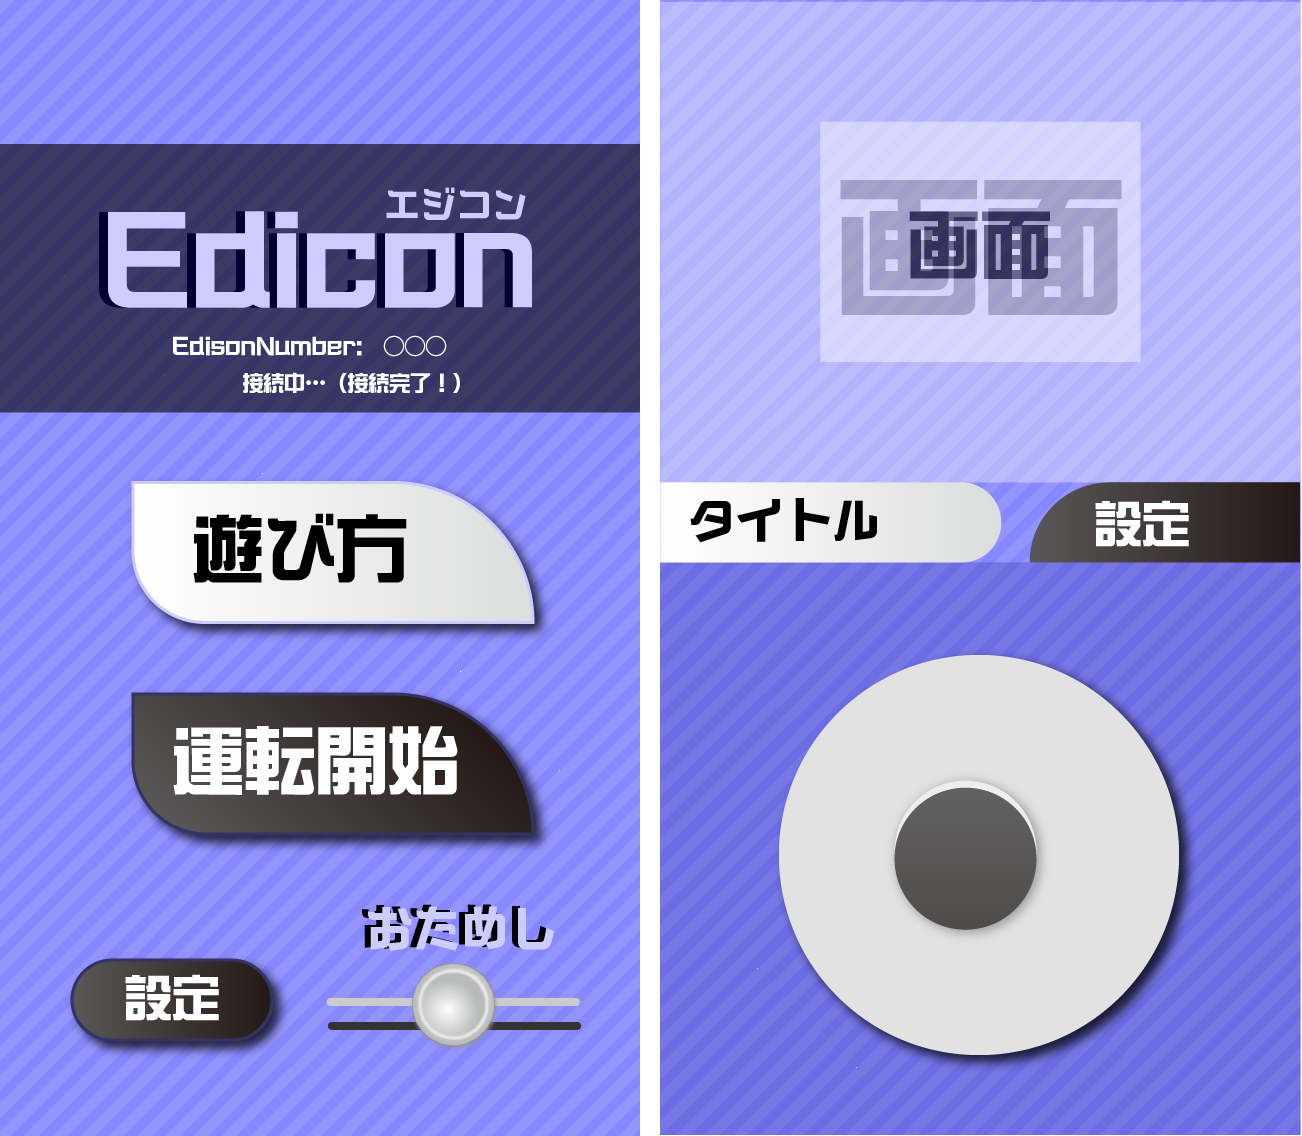 エジコン
Edicon
EdisonNumber: ○○○
接続中…（接続完了！）
遊び方
運転開始
おためし
設定
画面
画面
タイトル
設定